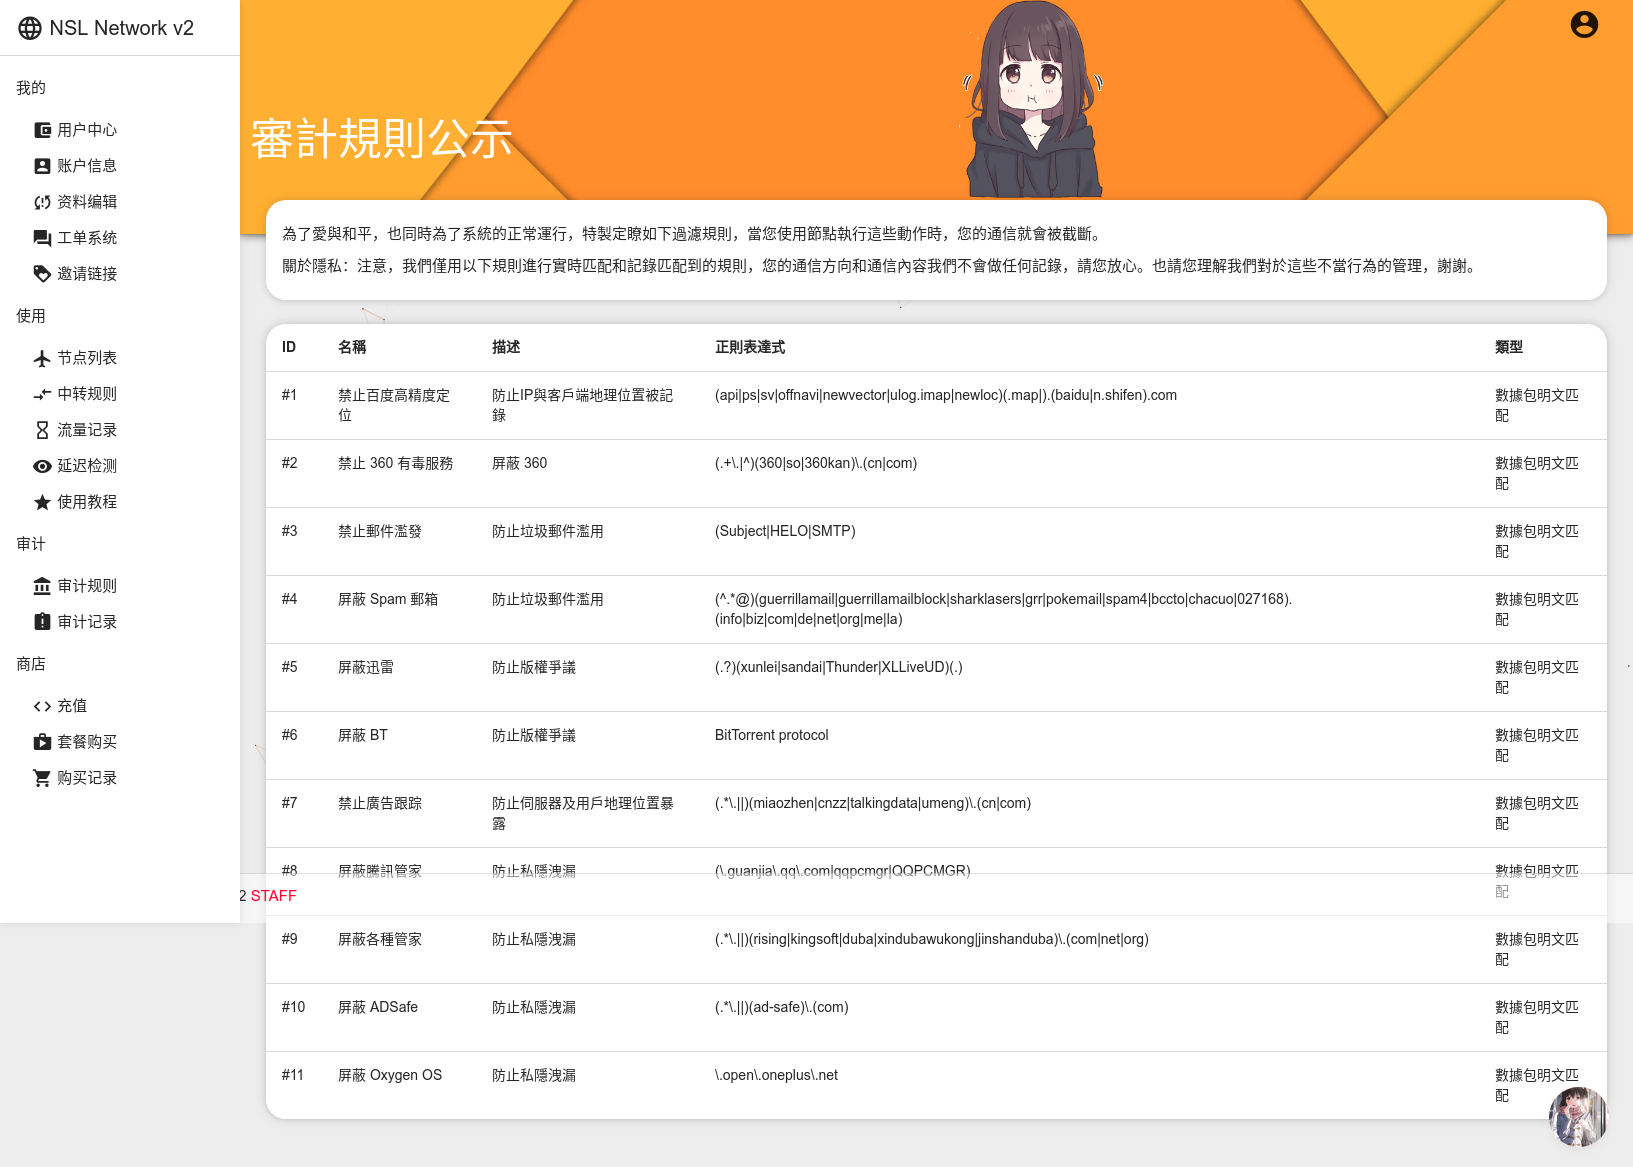 NSL Network v2
我的
用户中心
账户信息
资料编辑
工单系统
邀请链接
使用
节点列表
中转规则
流量记录
延迟检测
使用教程
审计
审计规则
审计记录
商店
充值
套餐购买
购买记录
審計規則公示
為了愛與和平，也同時為了系統的正常運行，特製定瞭如下過濾規則，當您使用節點執行這些動作時，您的通信就會被截斷。
關於隱私：注意，我們僅用以下規則進行實時匹配和記錄匹配到的規則，您的通信方向和通信內容我們不會做任何記錄，請您放心。也請您理解我們對於這些不當行為的管理，謝謝。
ID 名稱 描述 正則表達式 類型
#1 禁止百度高精度定 防止IP與客戶端地理位置被記 (api|ps|sv|offnavi|newvector|ulog.imap|newloc)(.map|).(baidu|n.shifen).com 數據包明文匹
位 錄 配
#2 禁止 360 有毒服務 屏蔽 360 (.+\.|^)(360|so|360kan)\.(cn|com) 數據包明文匹
配
#3 禁止郵件濫發 防止垃圾郵件濫用 (Subject|HELO|SMTP) 數據包明文匹
配
#4 屏蔽 Spam 郵箱 防止垃圾郵件濫用 (^.*@)(guerrillamail|guerrillamailblock|sharklasers|grr|pokemail|spam4|bccto|chacuo|027168). 數據包明文匹
(info|biz|com|de|net|org|me|la) 配
#5 屏蔽迅雷 防止版權爭議 (.?)(xunlei|sandai|Thunder|XLLiveUD)(.) 數據包明文匹
配
#6 屏蔽 BT 防止版權爭議 BitTorrent protocol 數據包明文匹
配
#7 禁止廣告跟踪 防止伺服器及用戶地理位置暴 (.*\.||)(miaozhen|cnzz|talkingdata|umeng)\.(cn|com) 數據包明文匹
露 配
#8 屏蔽騰訊管家 防止私隱洩漏 (\.guanjia\.qq\.com|qqpcmgr|QQPCMGR) 數據包明文匹
配
2 STAFF
#9 屏蔽各種管家 防止私隱洩漏 (.*\.||)(rising|kingsoft|duba|xindubawukong|jinshanduba)\.(com|net|org) 數據包明文匹
配
#10 屏蔽 ADSafe 防止私隱洩漏 (.*\.||)(ad-safe)\.(com) 數據包明文匹
配
#11 屏蔽 Oxygen OS 防止私隱洩漏 \.open\.oneplus\.net 數據包明文匹
配